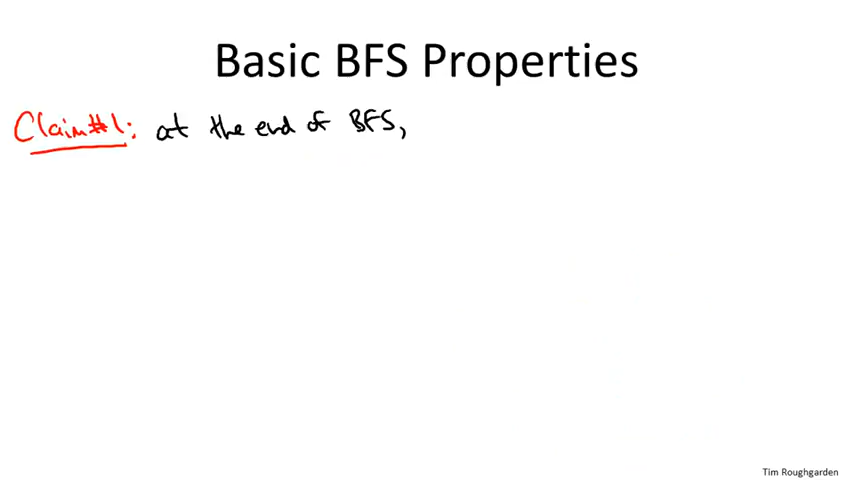 Basic BFS Properties
Claim #1: at the end of BFS,
Tim Roughgarden